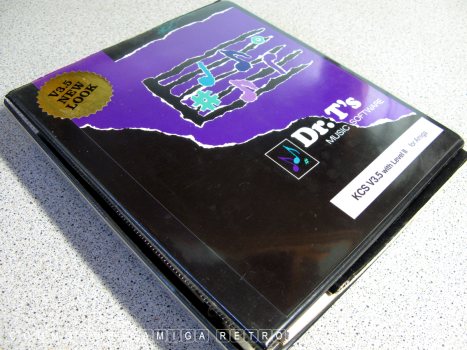 V3.5
NEW
LOOK
Dr.T's
MUSIC SOFTWARE
KCS V3.5 with Level II for Amiga
AMIGA RETRO